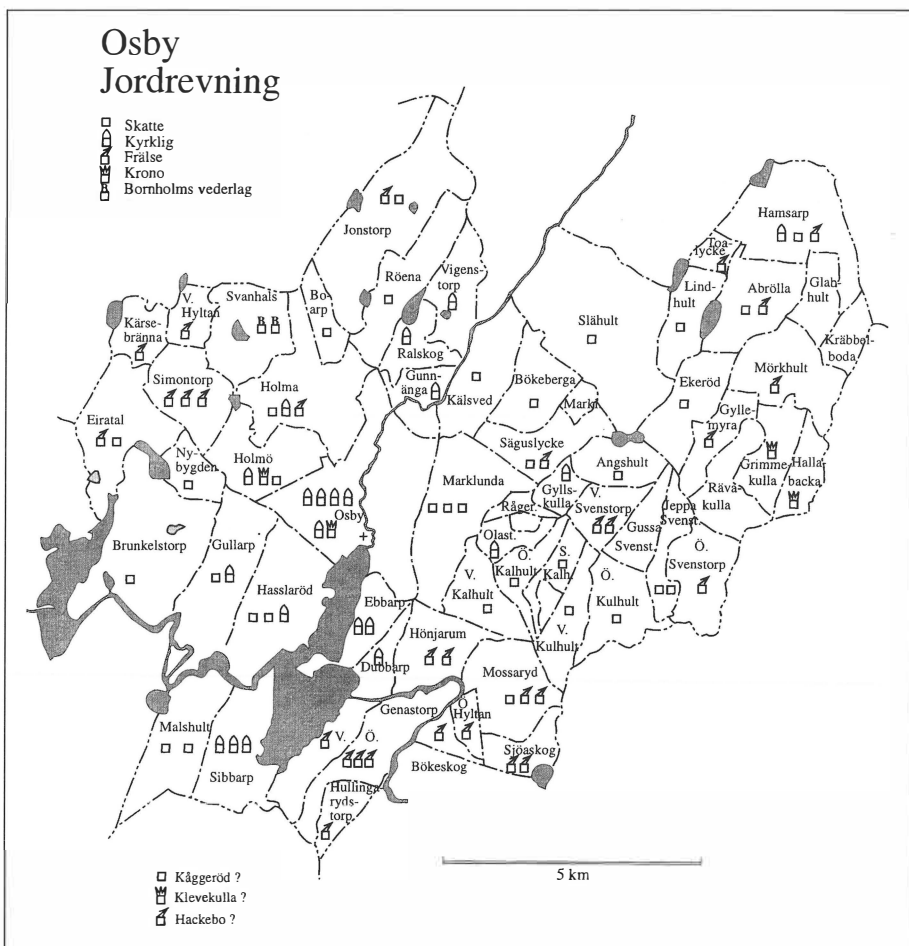 Osby
Jordrevning
Skatte
Kyrklig
Frälse
Krono
B
Bornholms vederlag
Jonstorp
Hamsarp
Toa-
lycke
Röena
Vigens-
torp
Lind-
hult
Abrölla
Glab-
hult
V.
Hyltan
Svanhals
B B
Bo-
arp
Kärse-
bränna
Ralskog
Slähult
Kräbbel-
boda
Simontorp
Holma
Gunn-
änga
Kälsved
Bökeberga
Markl.
Ekeröd
Mörkhult
Gylle-
myra
Eiratal
Ny-
bygden
Holmö
Säguslycke
Angshult
Grimme-
kulla
Halla-
backa
Marklunda
Gylls-
kulla
V.
Svenstorp
Råger.
Gussa
Svenst.
Jeppa
Svenst.
Rävå-
kulla
Osby
+
Olast.
Ö.
Kalhult
S.
Kalh.
Ö.
Svenstorp
Brunkelstorp
Gullarp
Hasslaröd
V.
Kalhult
Ö.
Kulhult
V.
Kulhult
Ebbarp
Dubbarp
Hönjarum
Mossaryd
Malshult
Sibbarp
Genastorp
V.
Ö.
Ö
Hyltan
Bökeskog
Sjöaskog
Hullinga-
ryds-
torp
5 km
Kåggeröd ?
Klevekulla ?
Hackebo ?